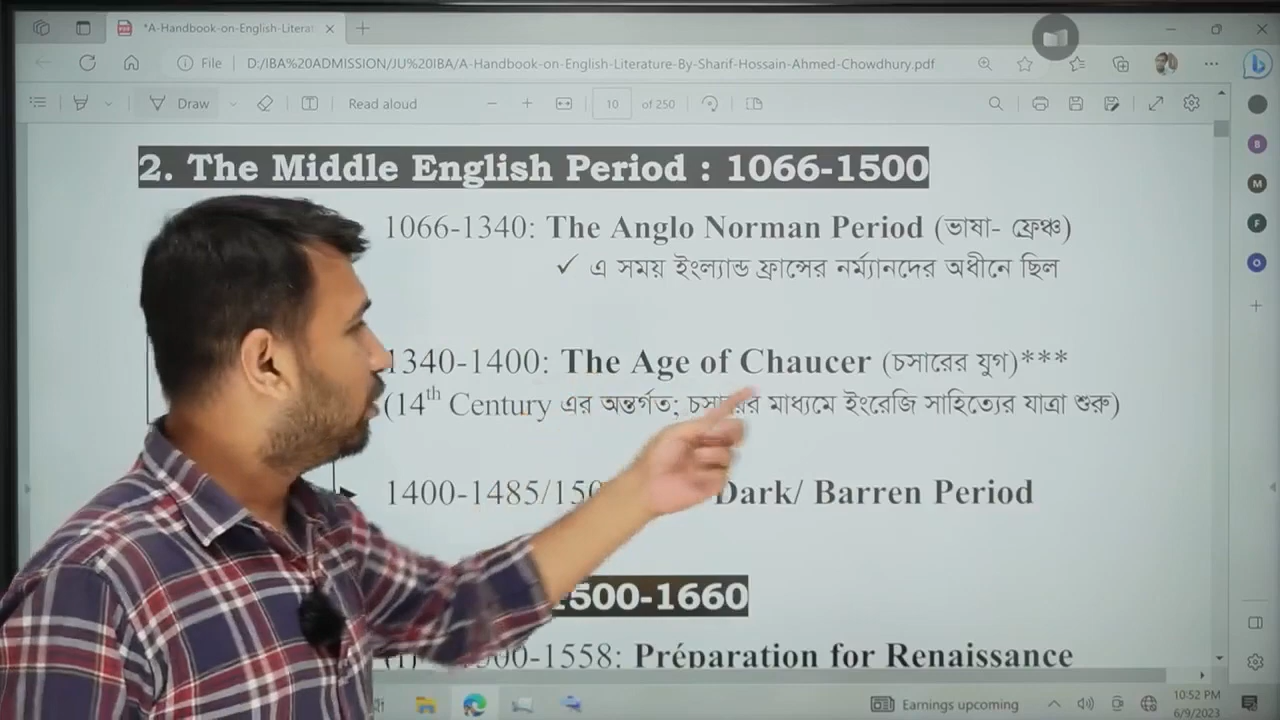 *A-Handbook-on-English-Literat
File D:/IBA%20ADMISSION/JU%20IBA/A-Handbook-on-English-Literature-By-Sharif-Hossain-Ahmed-Chowdhury.pdf
Draw Read aloud 10 of 250
2. The Middle English Period : 1066-1500
1066-1340: The Anglo Norman Period (ভাষা- ফ্রেঞ্চ)
✓ এ সময় ইংল্যান্ড ফ্রান্সের নর্ম্যানদের অধীনে ছিল
1340-1400: The Age of Chaucer (চসারের যুগ)***
(14th Century এর অন্তর্গত; চসারের মাধ্যমে ইংরেজি সাহিত্যের যাত্রা শুরু)
1400-1485/150 Dark/ Barren Period
1500-1660
1500-1558: Préparation for Renaissance
Earnings upcoming
10:52 PM
6/9/2023